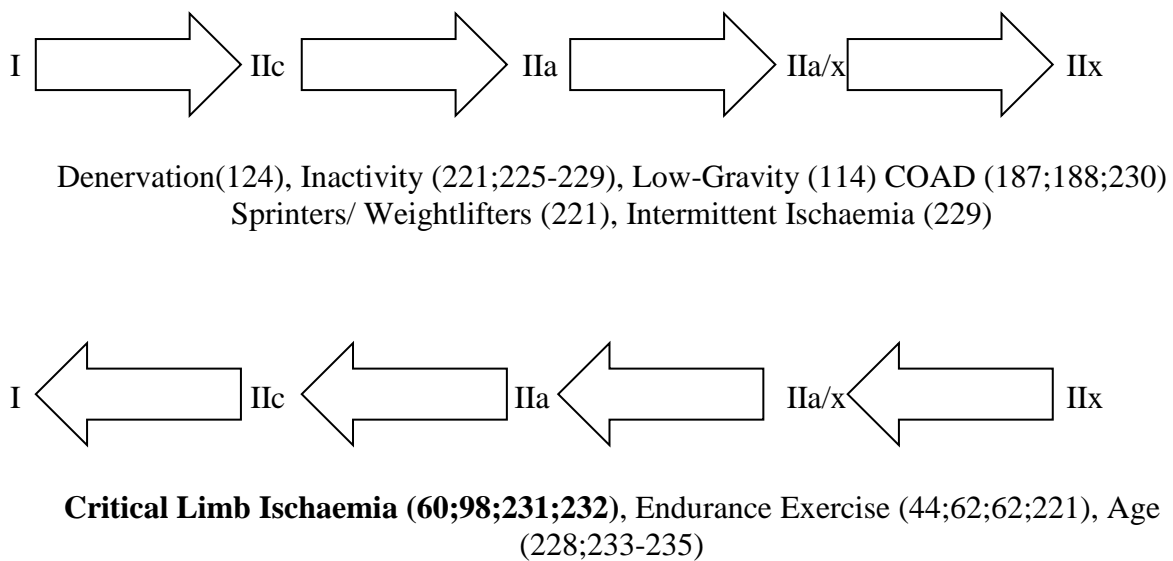 I IIc IIa IIa/x IIx
Denervation(124), Inactivity (221;225-229), Low-Gravity (114) COAD (187;188;230)
Sprinters/ Weightlifters (221), Intermittent Ischaemia (229)
I IIc IIa IIa/x IIx
Critical Limb Ischaemia (60;98;231;232), Endurance Exercise (44;62;62;221), Age
(228;233-235)